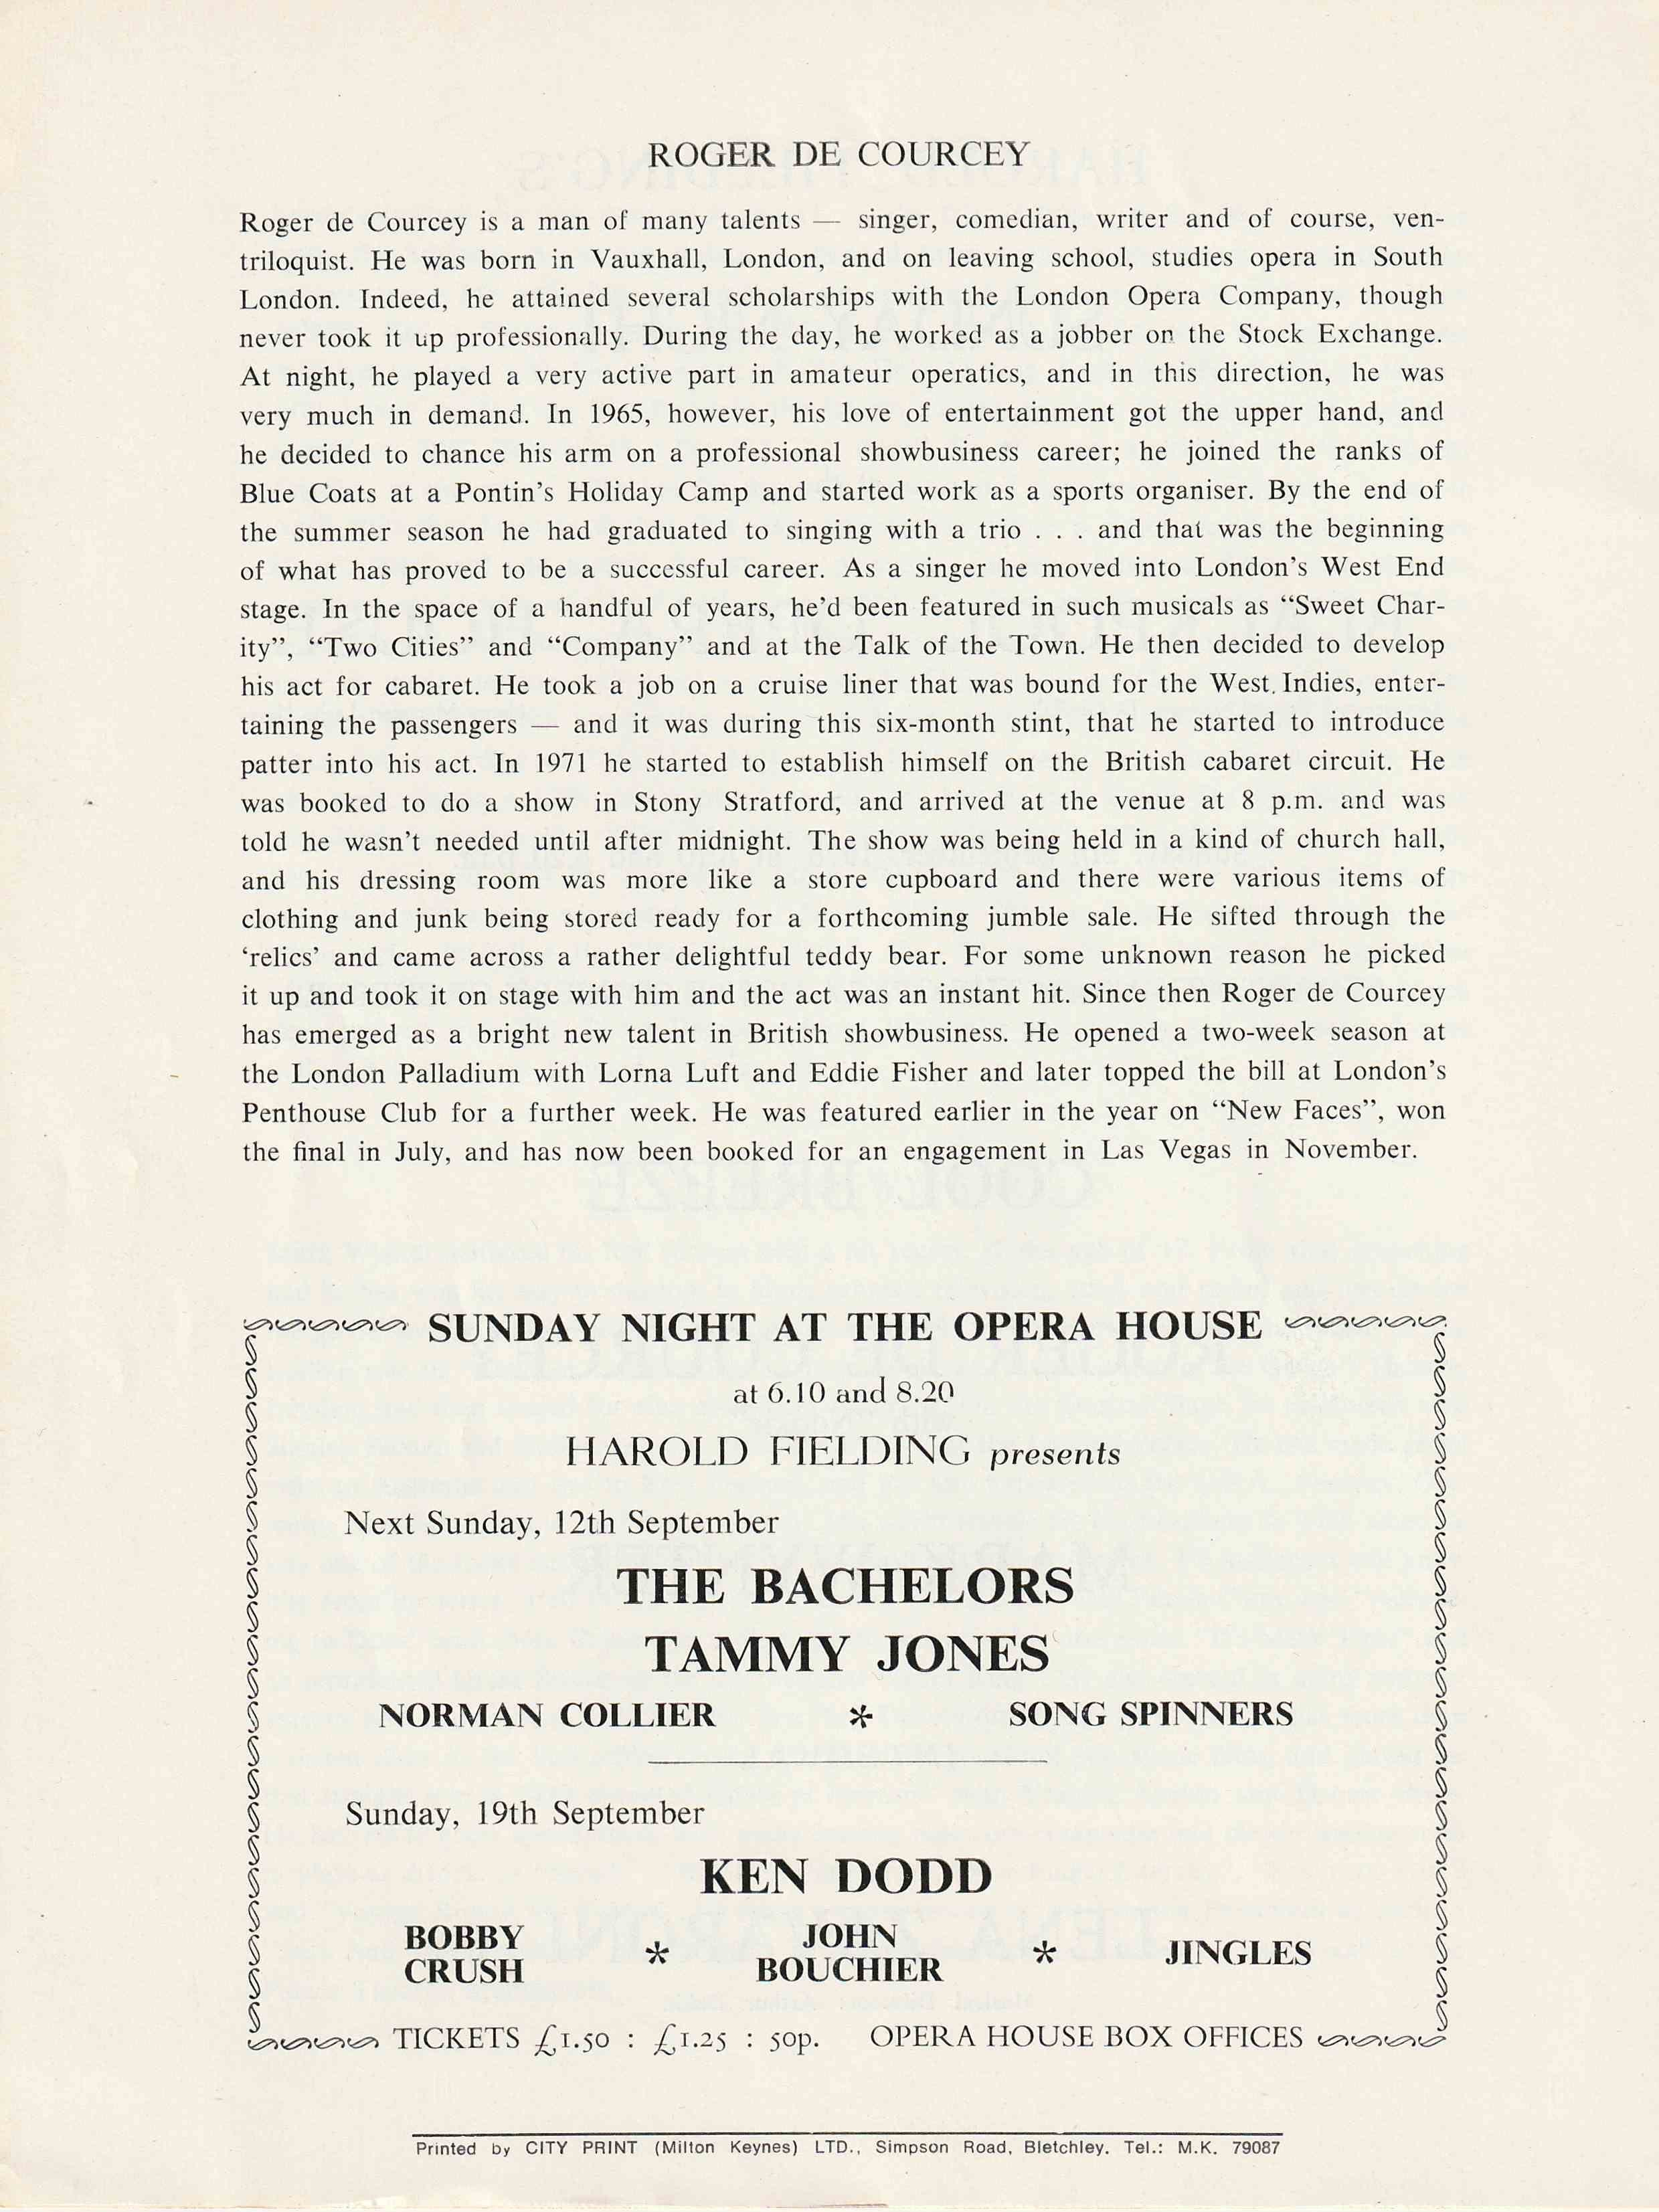 ROGER DE COURCEY
Roger de Courcey is a man of many talents — singer, comedian, writer and of course, ven-
triloquist. He was born in Vauxhall, London, and on leaving school, studies opera in South
London. Indeed, he attained several scholarships with the London Opera Company, though
never took it up professionally. During the day, he worked as a jobber on the Stock Exchange.
At night, he played a very active part in amateur operatics, and in this direction, he was
very much in demand. In 1965, however, his love of entertainment got the upper hand, and
he decided to chance his arm on a professional showbusiness career; he joined the ranks of
Blue Coats at a Pontin's Holiday Camp and started work as a sports organiser. By the end of
the summer season he had graduated to singing with a trio . . . and that was the beginning
of what has proved to be a successful career. As a singer he moved into London's West End
stage. In the space of a handful of years, he'd been featured in such musicals as “Sweet Char-
ity”, “Two Cities” and “Company” and at the Talk of the Town. He then decided to develop
his act for cabaret. He took a job on a cruise liner that was bound for the West Indies, enter-
taining the passengers — and it was during this six-month stint, that he started to introduce
patter into his act. In 1971 he started to establish himself on the British cabaret circuit. He
was booked to do a show in Stony Stratford, and arrived at the venue at 8 p.m. and was
told he wasn't needed until after midnight. The show was being held in a kind of church hall,
and his dressing room was more like a store cupboard and there were various items of
clothing and junk being stored ready for a forthcoming jumble sale. He sifted through the
‘relics’ and came across a rather delightful teddy bear. For some unknown reason he picked
it up and took it on stage with him and the act was an instant hit. Since then Roger de Courcey
has emerged as a bright new talent in British showbusiness. He opened a two-week season at
the London Palladium with Lorna Luft and Eddie Fisher and later topped the bill at London's
Penthouse Club for a further week. He was featured earlier in the year on “New Faces”, won
the final in July, and has now been booked for an engagement in Las Vegas in November.
SUNDAY NIGHT AT THE OPERA HOUSE
at 6.10 and 8.20
HAROLD FIELDING presents
Next Sunday, 12th September
THE BACHELORS
TAMMY JONES
NORMAN COLLIER * SONG SPINNERS
Sunday, 19th September
KEN DODD
BOBBY CRUSH * JOHN BOUCHIER * JINGLES
TICKETS £1.50 : £1.25 : 50p. OPERA HOUSE BOX OFFICES
Printed by CITY PRINT (Milton Keynes) LTD., Simpson Road, Bletchley. Tel.: M.K. 79087